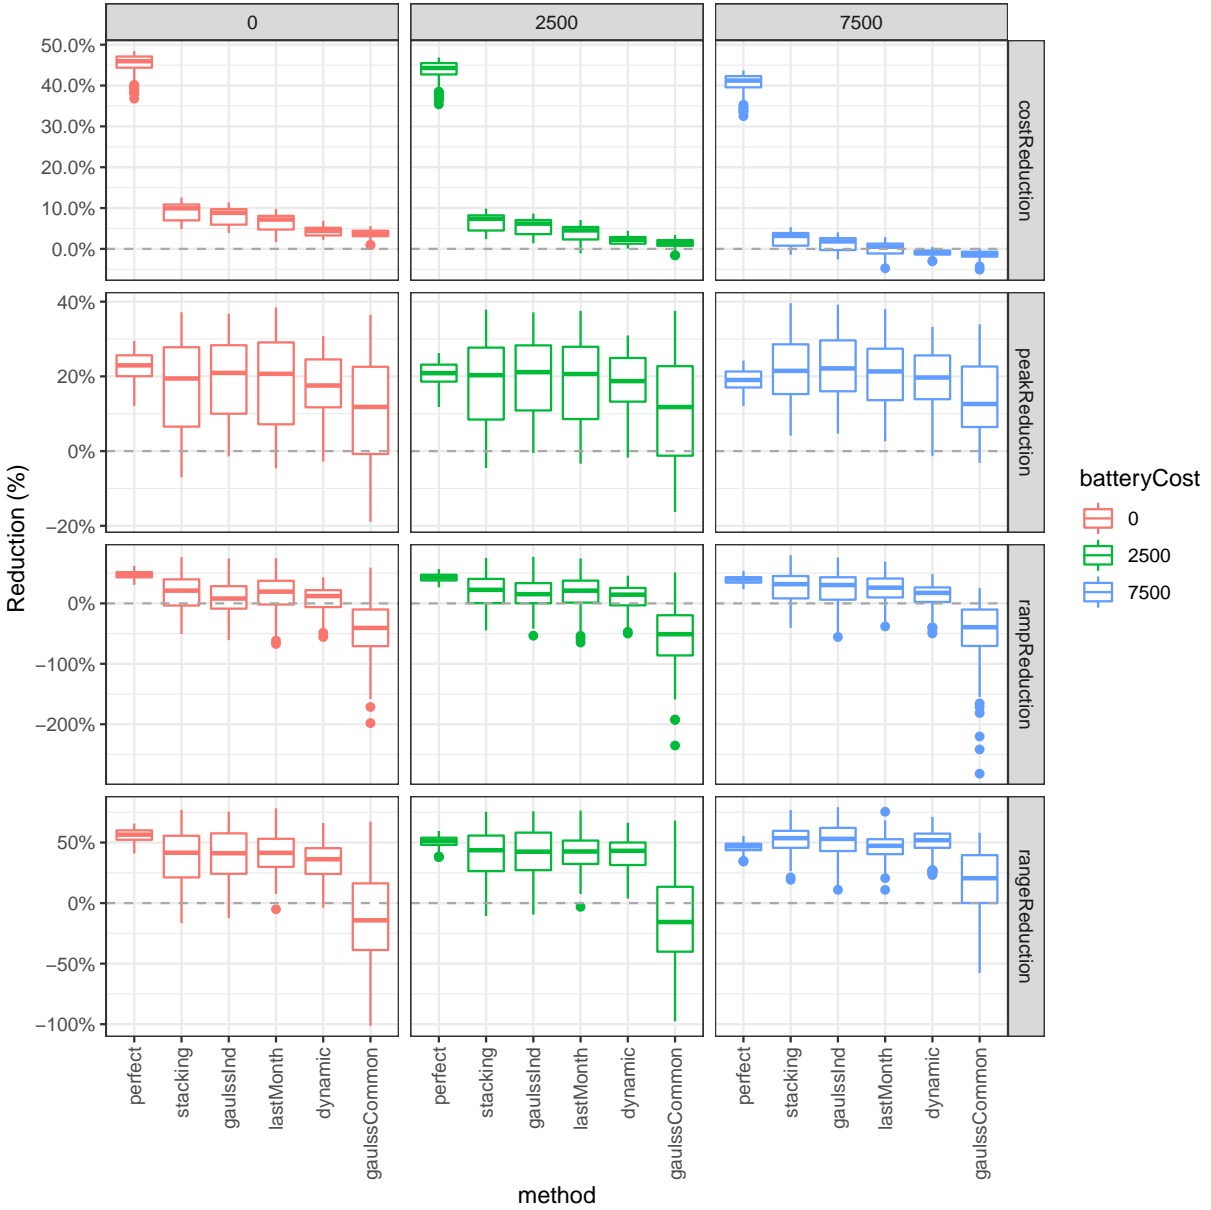 0
2500
7500
50.0%
40.0%
30.0%
20.0%
10.0%
0.0%
costReduction
40%
20%
0%
−20%
peakReduction
0%
−100%
−200%
rampReduction
50%
0%
−50%
−100%
rangeReduction
Reduction (%)
perfect
stacking
gaulssInd
lastMonth
dynamic
gaulssCommon
perfect
stacking
gaulssInd
lastMonth
dynamic
gaulssCommon
perfect
stacking
gaulssInd
lastMonth
dynamic
gaulssCommon
method
batteryCost
0
2500
7500